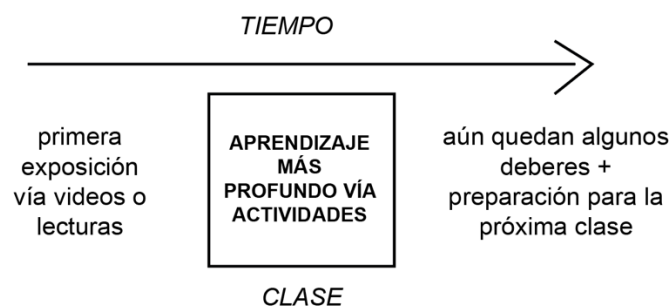 TIEMPO
primera
exposición
vía videos o
lecturas
APRENDIZAJE
MÁS
PROFUNDO VÍA
ACTIVIDADES
aún quedan algunos
deberes +
preparación para la
próxima clase
CLASE